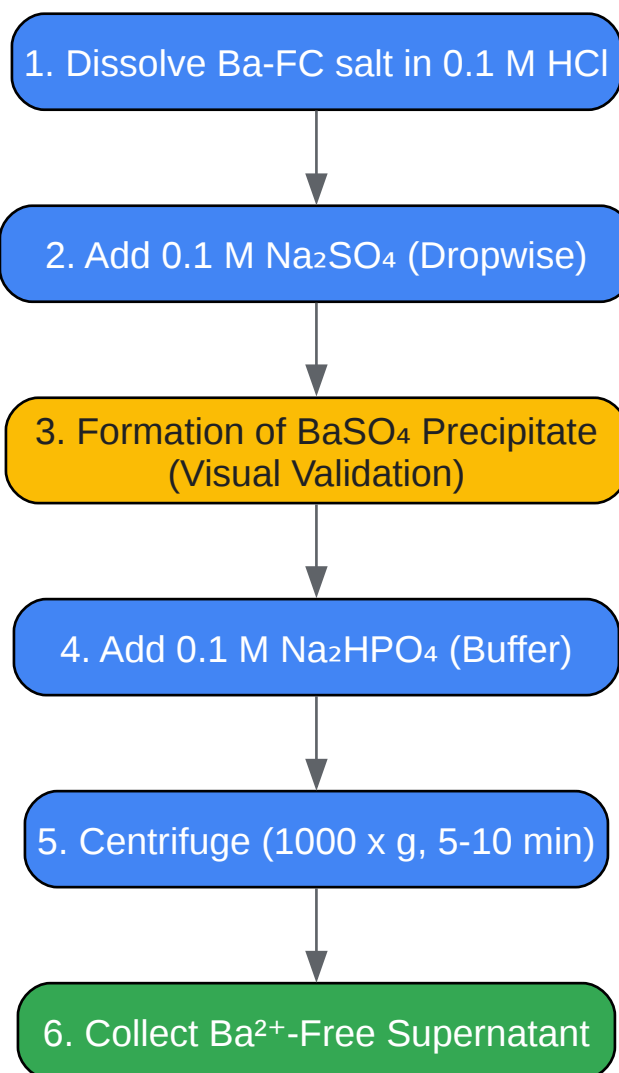 1. Dissolve Ba-FC salt in 0.1 M HCl
2. Add 0.1 M Na₂SO₄ (Dropwise)
3. Formation of BaSO₄ Precipitate
(Visual Validation)
4. Add 0.1 M Na₂HPO₄ (Buffer)
5. Centrifuge (1000 x g, 5-10 min)
6. Collect Ba²⁺-Free Supernatant